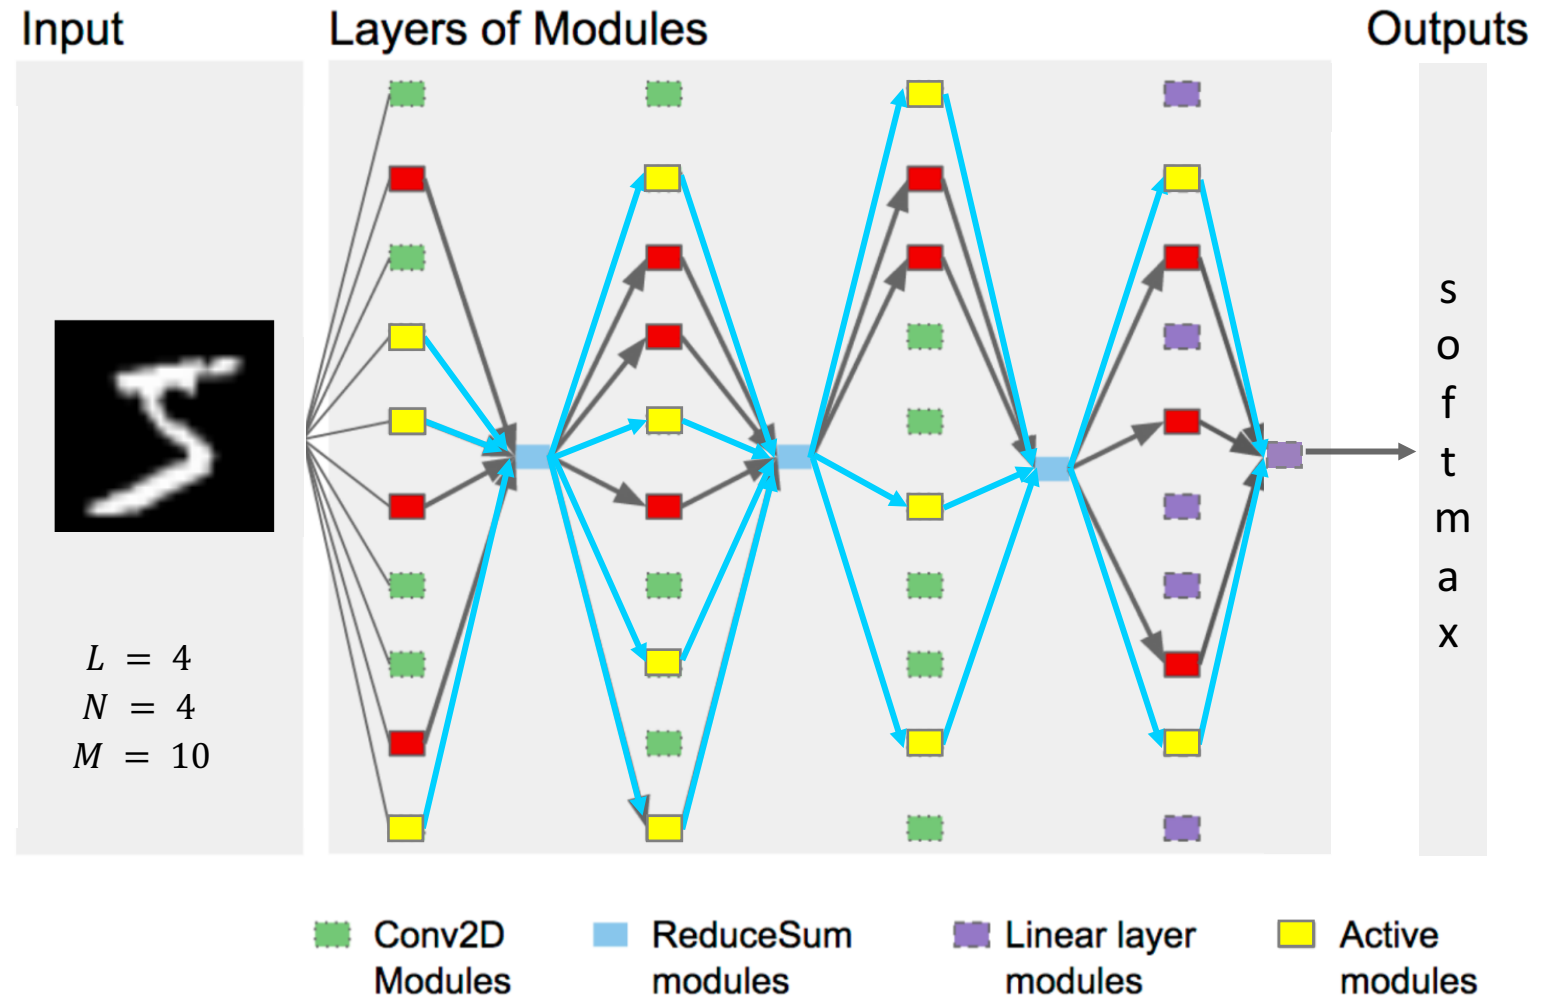 Input
Layers of Modules
Outputs
L = 4
N = 4
M = 10
s
o
f
t
m
a
x
Conv2D
Modules
ReduceSum
modules
Linear layer
modules
Active
modules